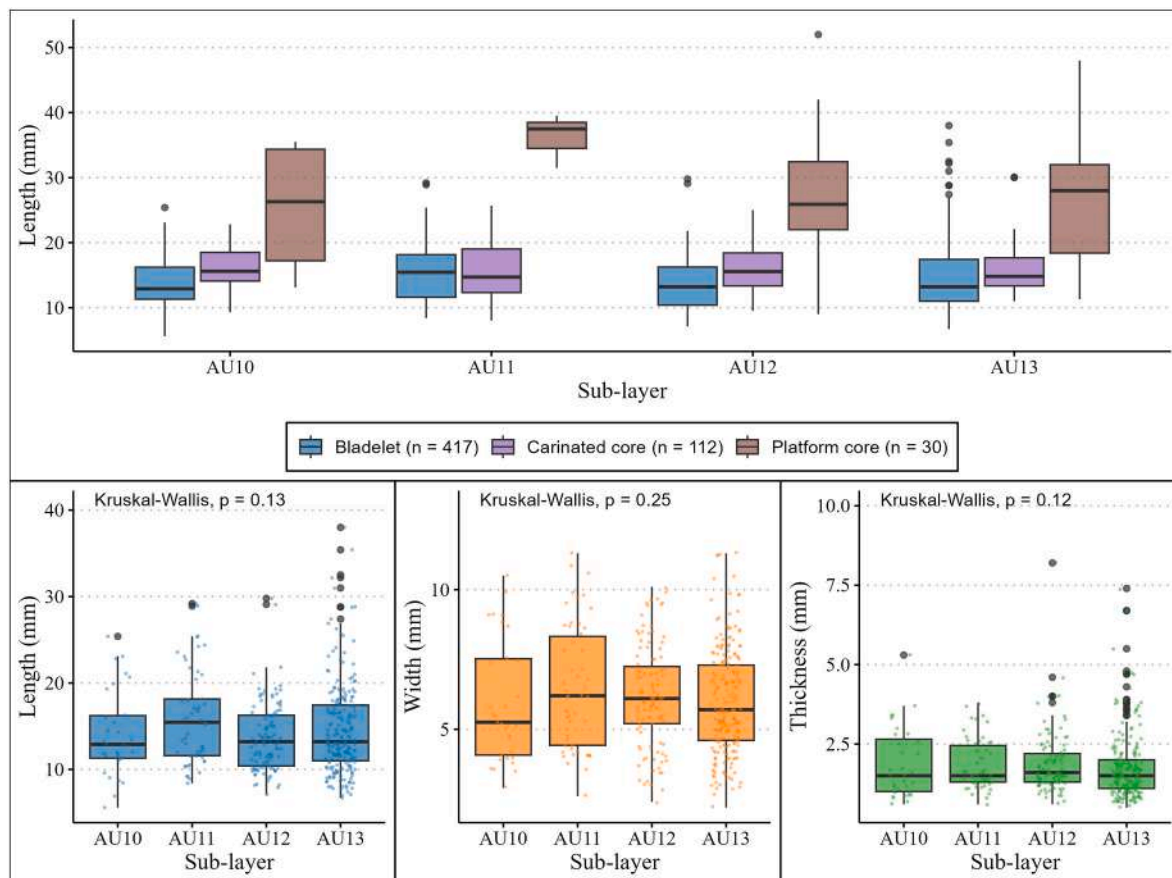 50
40
30
20
10
Length (mm)
AU10 AU11 AU12 AU13
Sub-layer
Bladelet (n = 417) Carinated core (n = 112) Platform core (n = 30)
Kruskal-Wallis, p = 0.13
40
30
20
10
Length (mm)
AU10 AU11 AU12 AU13
Sub-layer
Kruskal-Wallis, p = 0.25
10
5
Width (mm)
AU10 AU11 AU12 AU13
Sub-layer
Kruskal-Wallis, p = 0.12
10.0
7.5
5.0
2.5
Thickness (mm)
AU10 AU11 AU12 AU13
Sub-layer